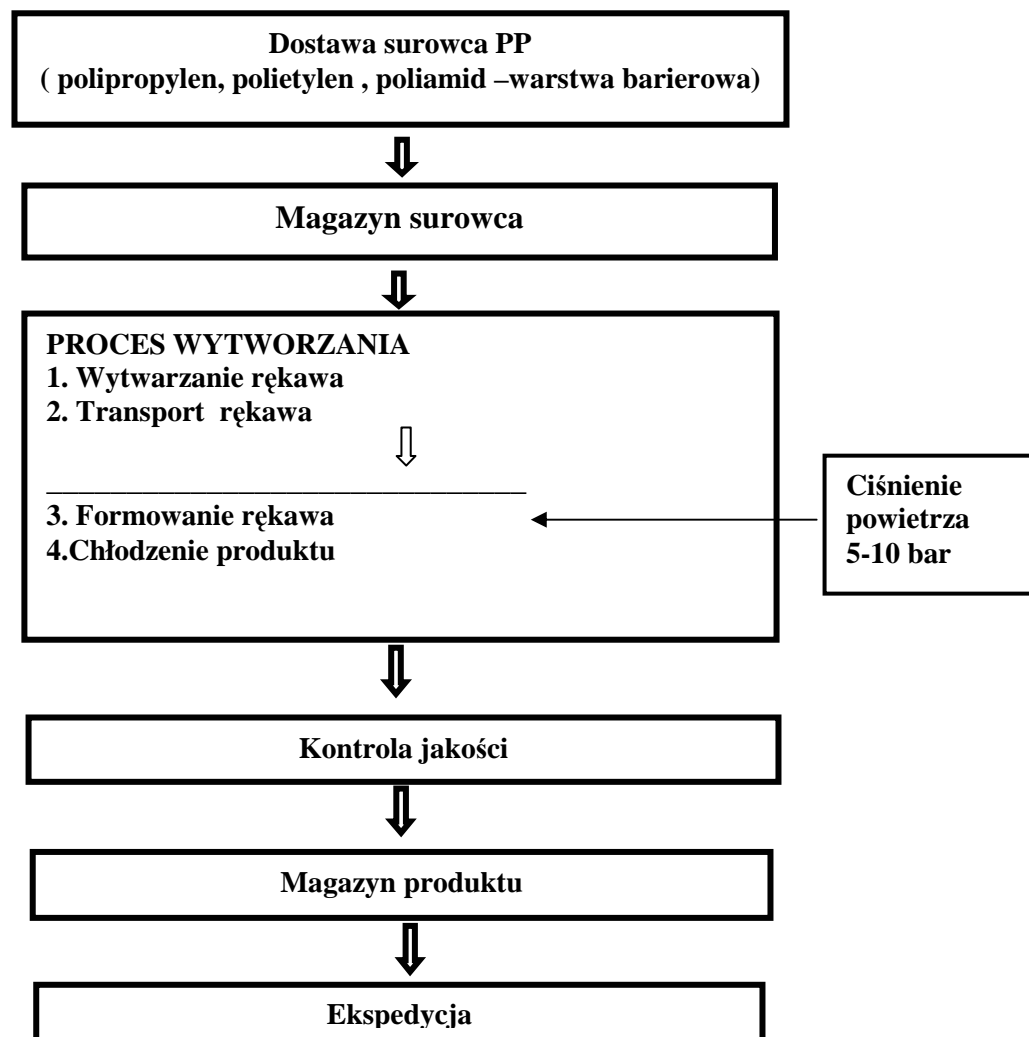 Dostawa surowca PP
( polipropylen, polietylen , poliamid –warstwa barierowa)
Magazyn surowca
PROCES WYTWORZANIA
1. Wytwarzanie rękawa
2. Transport  rękawa
______________________________
3. Formowanie rękawa
4.Chłodzenie produktu
Ciśnienie
powietrza
5-10 bar
Kontrola jakości
Magazyn produktu
Ekspedycja